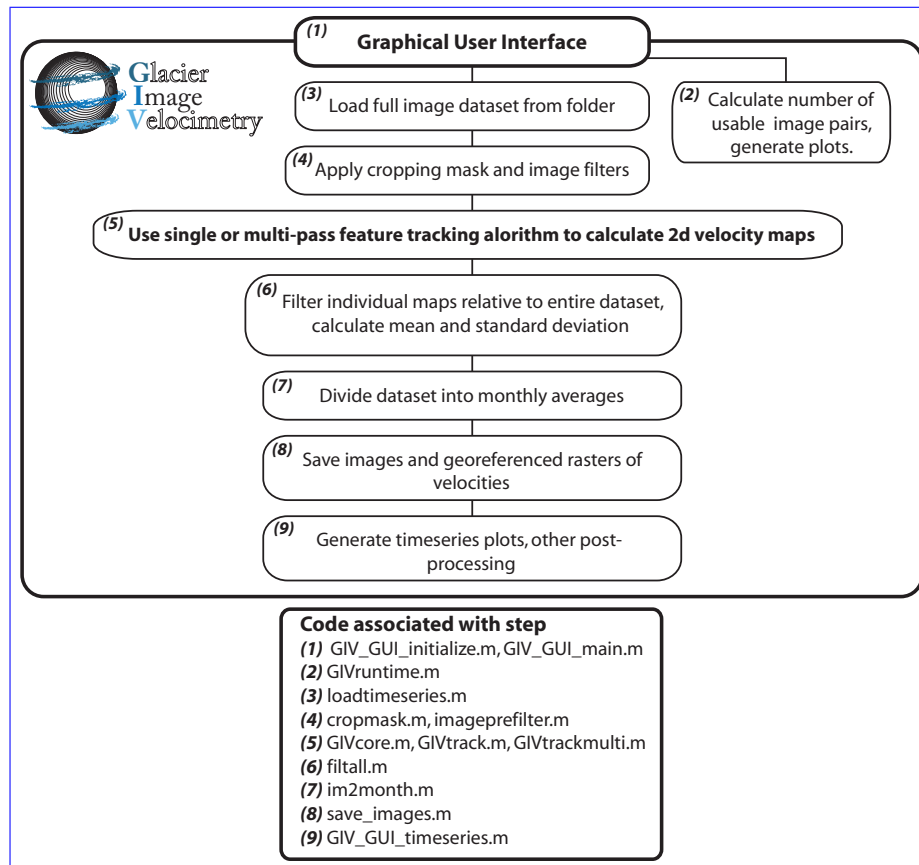 (1) Graphical User Interface
Glacier
Image
Velocimetry
(3) Load full image dataset from folder
(2) Calculate number of
usable image pairs,
generate plots.
(4) Apply cropping mask and image filters
(5) Use single or multi-pass feature tracking alorithm to calculate 2d velocity maps
(6) Filter individual maps relative to entire dataset,
calculate mean and standard deviation
(7) Divide dataset into monthly averages
(8) Save images and georeferenced rasters of
velocities
(9) Generate timeseries plots, other post-
processing
Code associated with step
(1) GIV_GUI_initialize.m, GIV_GUI_main.m
(2) GIVruntime.m
(3) loadtimeseries.m
(4) cropmask.m, imageprefilter.m
(5) GIVcore.m, GIVtrack.m, GIVtrackmulti.m
(6) filtall.m
(7) im2month.m
(8) save_images.m
(9) GIV_GUI_timeseries.m